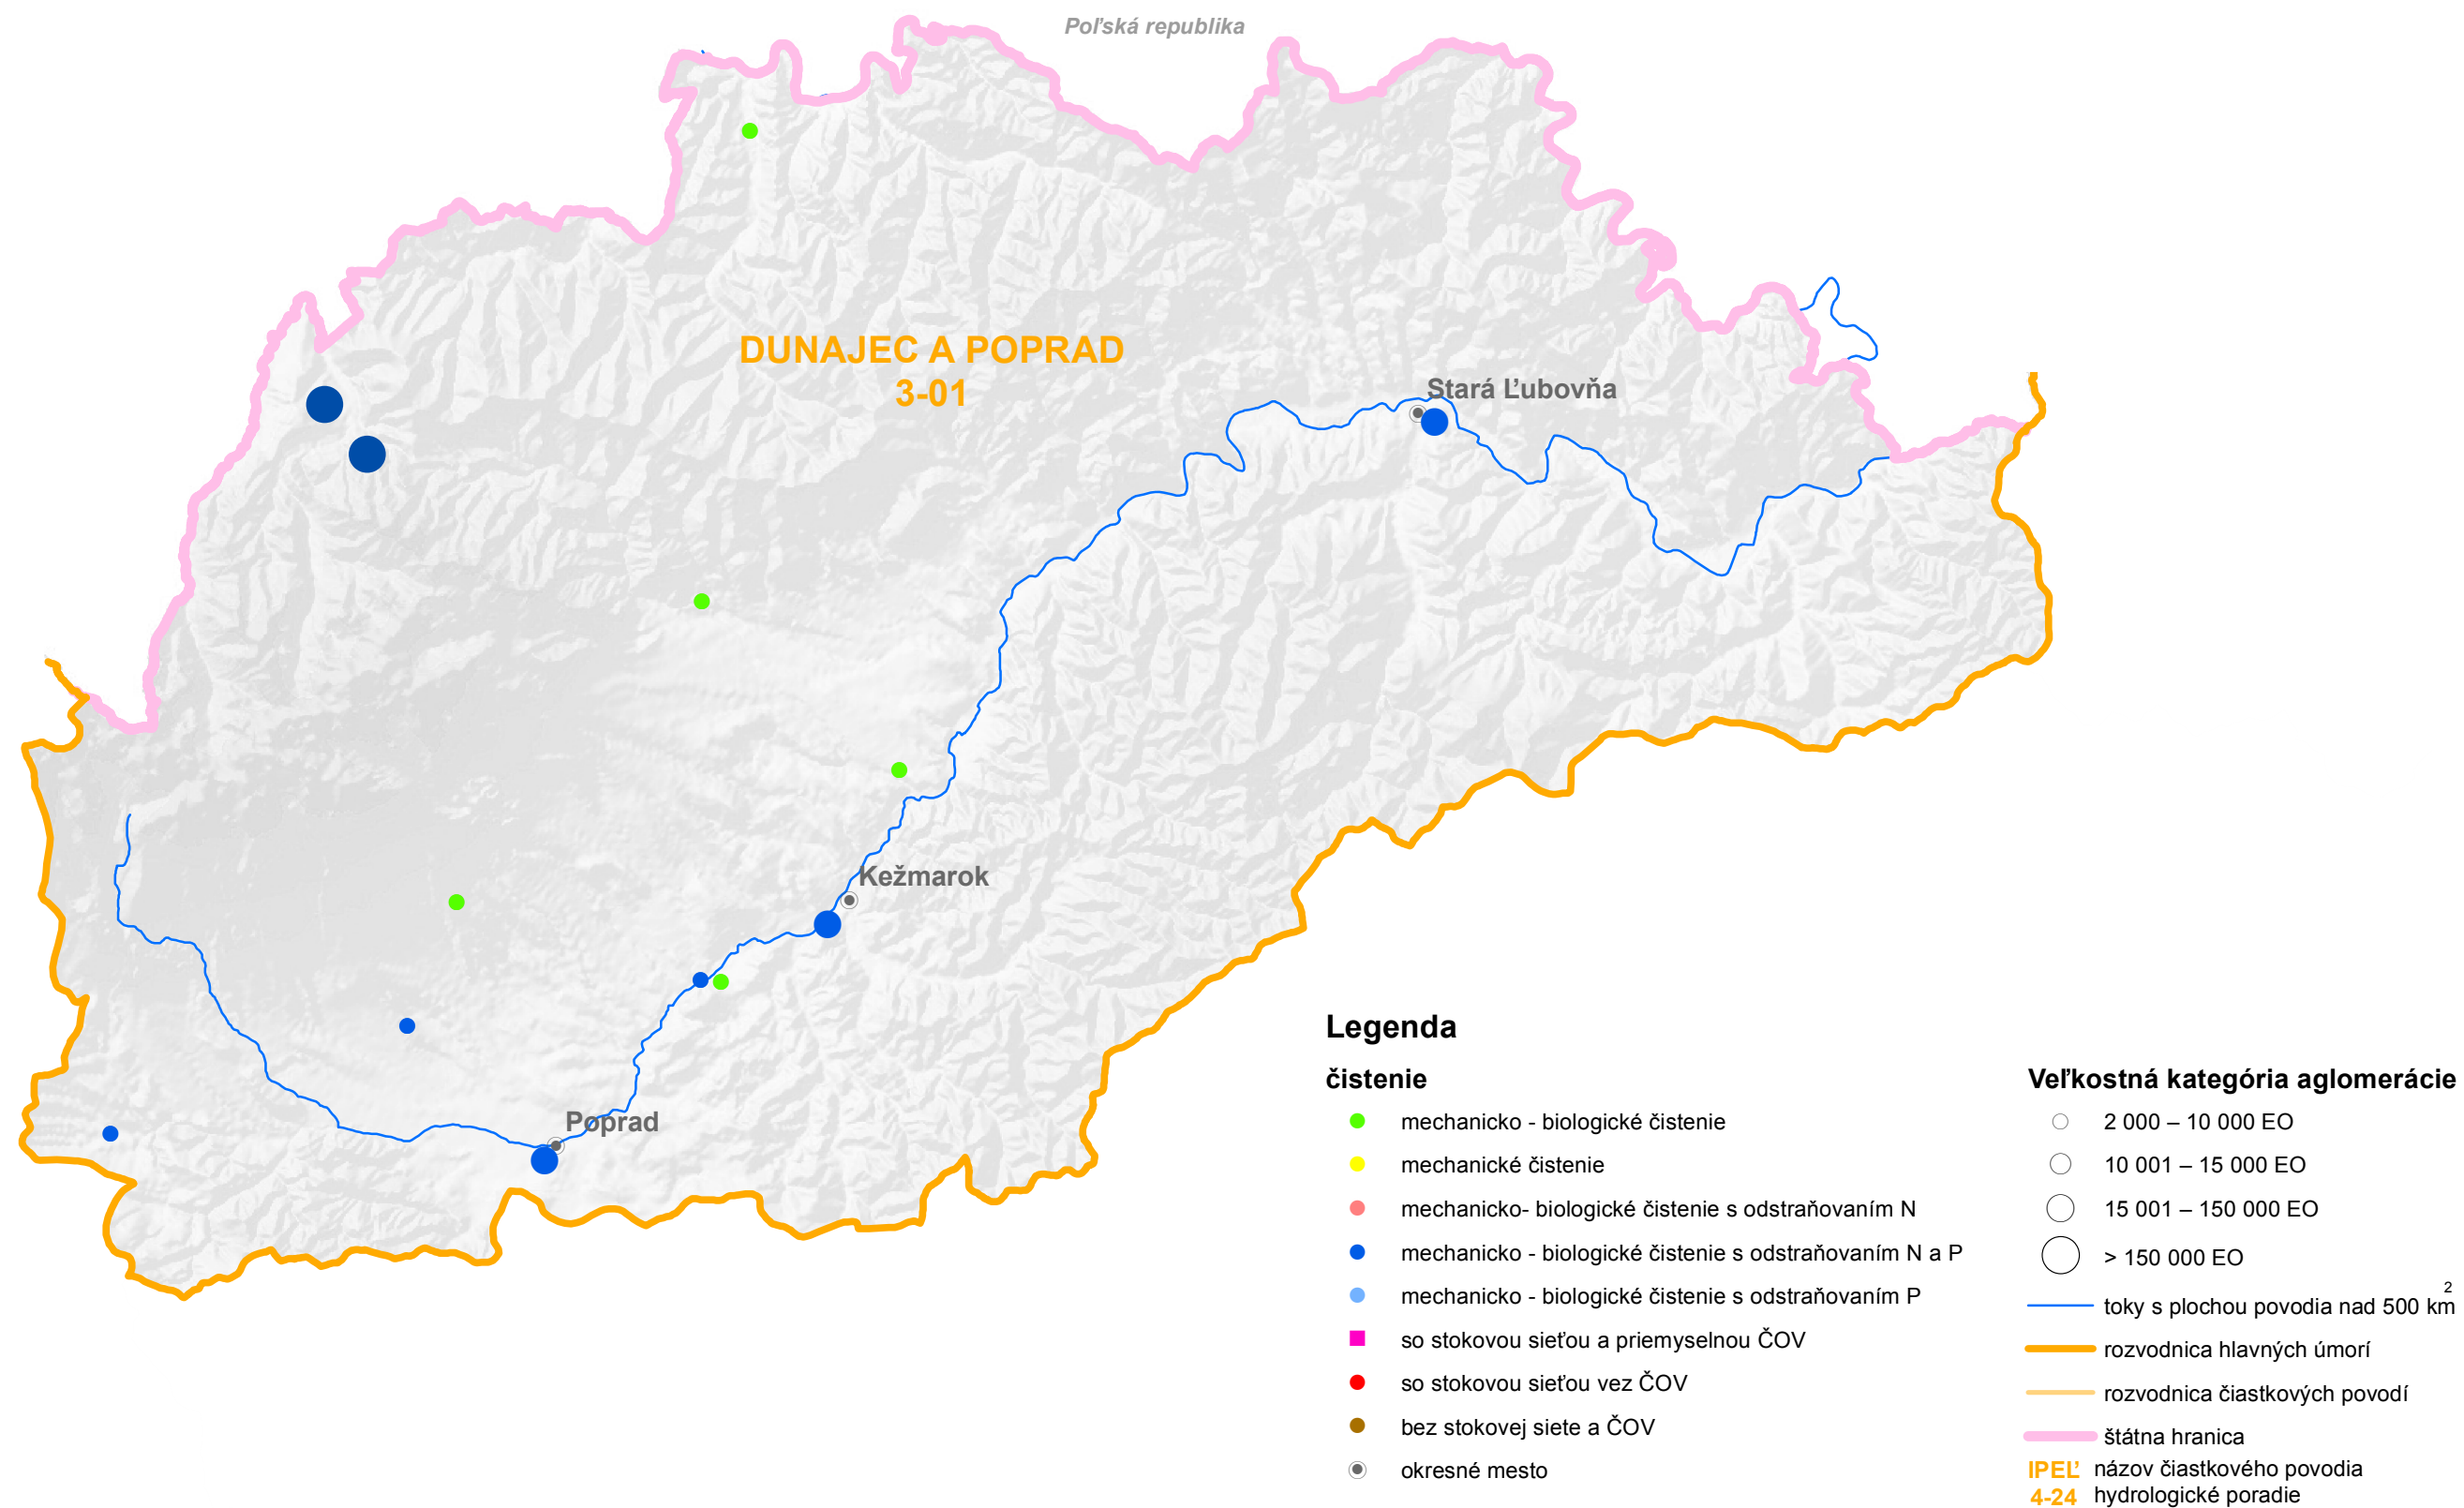 Poľská republika
DUNAJEC A POPRAD
3-01
Stará Ľubovňa
Kežmarok
Poprad
Legenda
čistenie
mechanicko - biologické čistenie
mechanické čistenie
mechanicko- biologické čistenie s odstraňovaním N
mechanicko - biologické čistenie s odstraňovaním N a P
mechanicko - biologické čistenie s odstraňovaním P
so stokovou sieťou a priemyselnou ČOV
so stokovou sieťou vez ČOV
bez stokovej siete a ČOV
okresné mesto
Veľkostná kategória aglomerácie
2 000 – 10 000 EO
10 001 – 15 000 EO
15 001 – 150 000 EO
> 150 000 EO
toky s plochou povodia nad 500 km²
rozvodnica hlavných úmorí
rozvodnica čiastkových povodí
štátna hranica
IPEĽ názov čiastkového povodia
4-24 hydrologické poradie